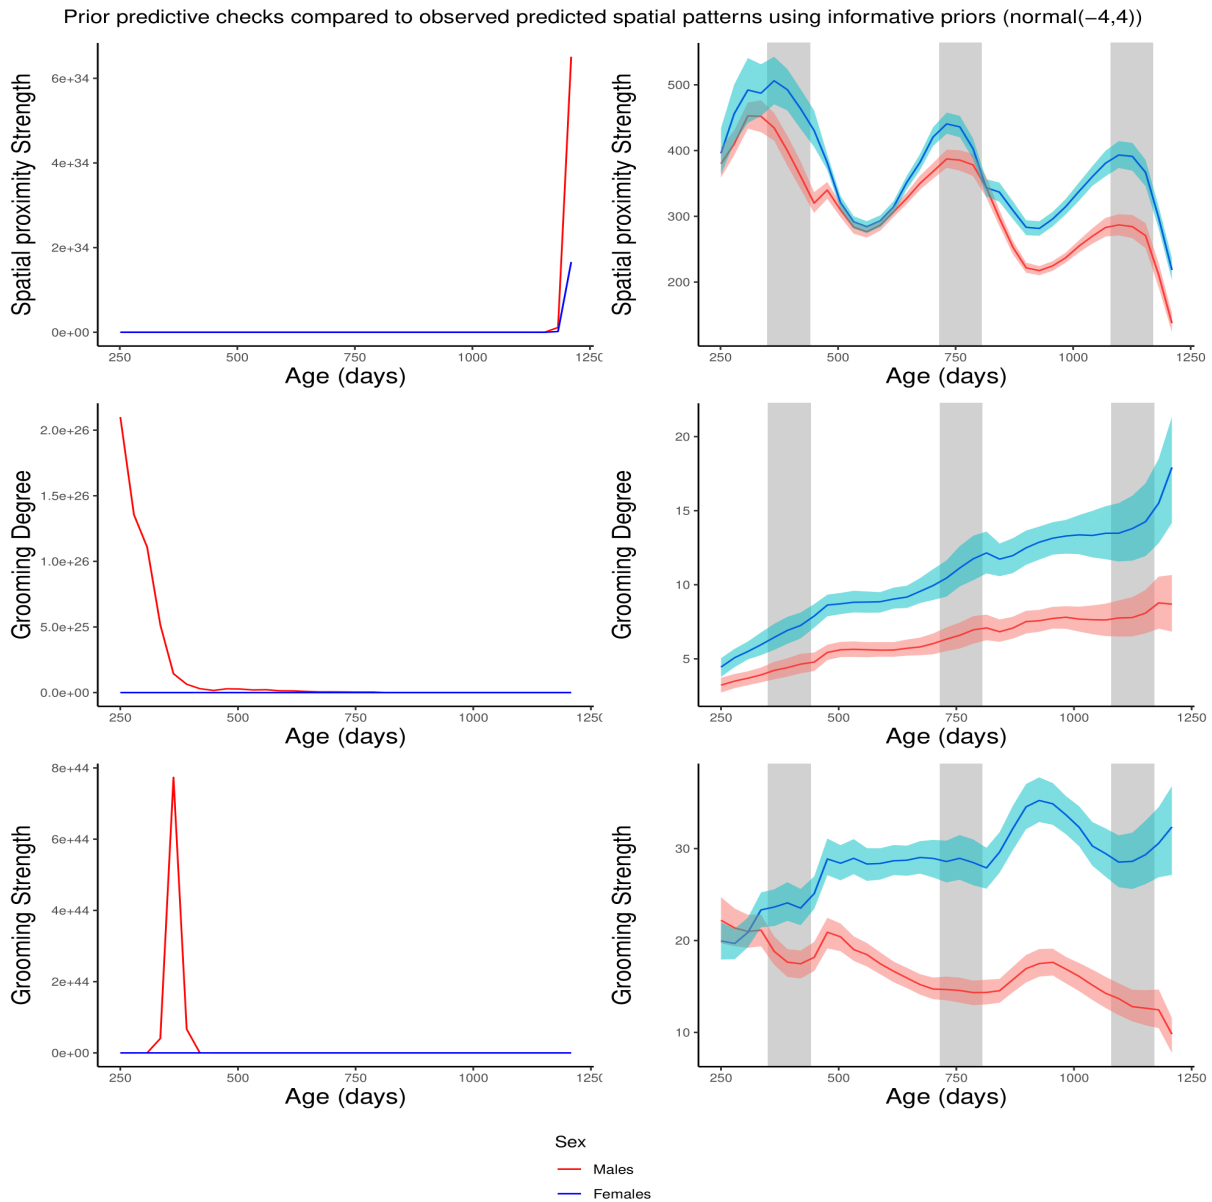 Prior predictive checks compared to observed predicted spatial patterns using informative priors (normal(−4,4))
Spatial proximity Strength
6e+34
4e+34
2e+34
0e+00
250
500
750
1000
1250
Age (days)
Spatial proximity Strength
500
400
300
200
250
500
750
1000
1250
Age (days)
Grooming Degree
2.0e+26
1.5e+26
1.0e+26
5.0e+25
0.0e+00
250
500
750
1000
1250
Age (days)
Grooming Degree
20
15
10
5
250
500
750
1000
1250
Age (days)
Grooming Strength
8e+44
6e+44
4e+44
2e+44
0e+00
250
500
750
1000
1250
Age (days)
Grooming Strength
30
20
10
250
500
750
1000
1250
Age (days)
Sex
Males
Females